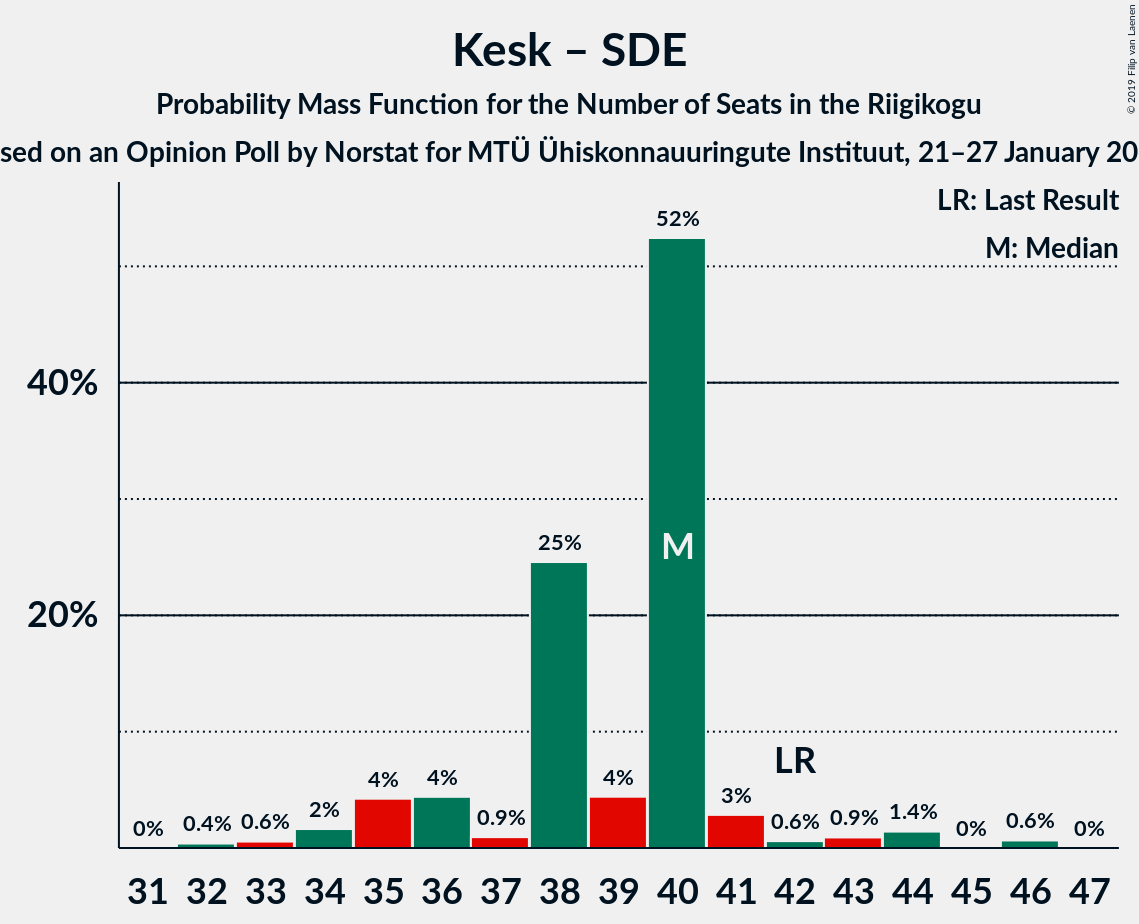 Kesk – SDE
Probability Mass Function for the Number of Seats in the Riigikogu
sed on an Opinion Poll by Norstat for MTÜ Ühiskonnauuringute Instituut, 21–27 January 20
© 2019 Filip van Laenen
LR: Last Result
M: Median
52%
40%
M
25%
20%
LR
0% 0.4% 0.6% 2% 4% 4% 0.9% 4% 3% 0.6% 0.9% 1.4% 0% 0.6% 0%
31 32 33 34 35 36 37 38 39 40 41 42 43 44 45 46 47